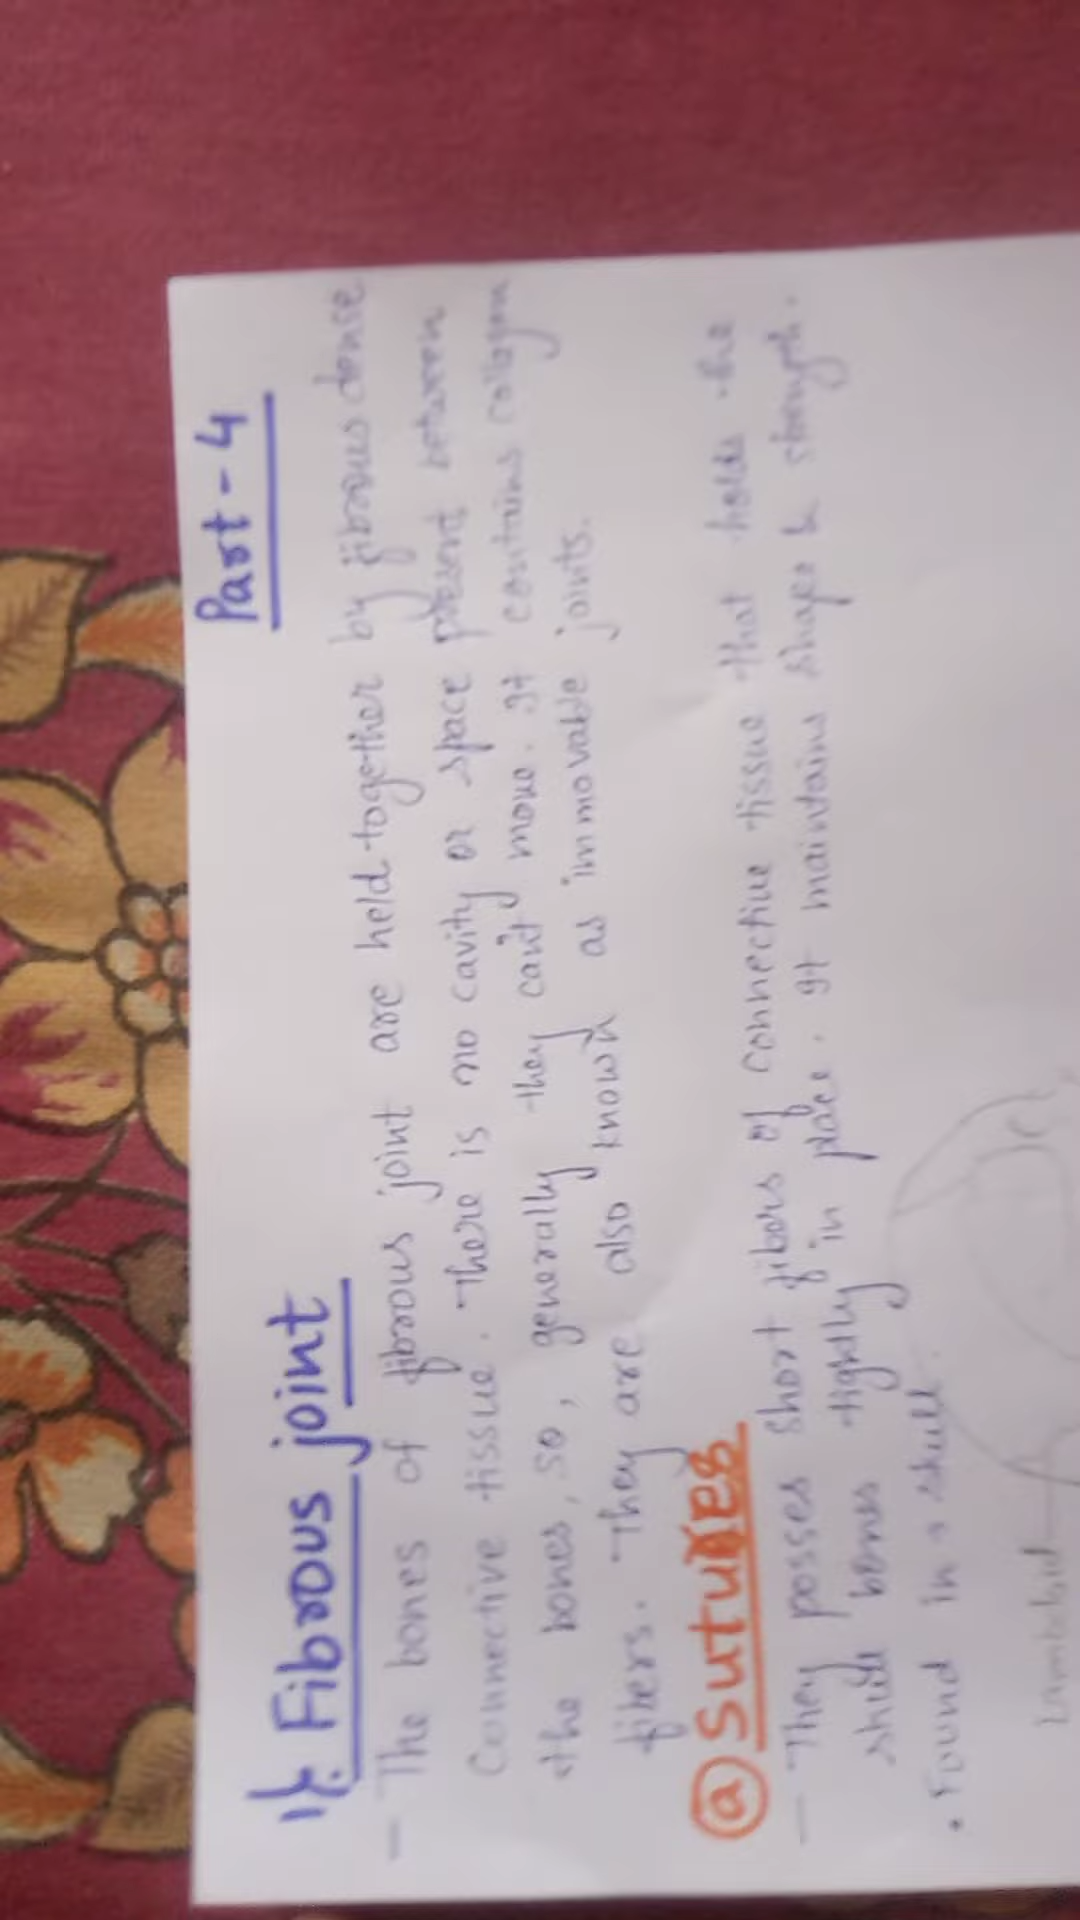 Part - 4
1). Fibrous joint
- The bones of fibrous joint are held together by fibrous dense
connective tissue. There is no cavity or space present between
the bones, so, generally they can't move. It contains collagen
fibers. They are also known as immovable joints.
(a) Sutures
- They posses short fibers of connective tissue that holds the
skull bones tightly in place. It maintains shapes & strength.
• Found in → skull.